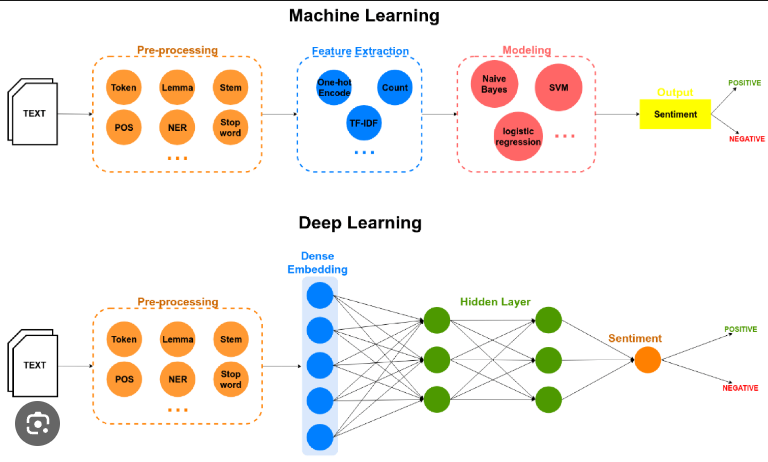 Machine Learning
Pre-processing
Feature Extraction
Modeling
Token
Lemma
Stem
POS
NER
Stop
word
...
One-hot
Encode
Count
TF-IDF
...
Naive
Bayes
SVM
logistic
regression
...
TEXT
Output
Sentiment
POSITIVE
NEGATIVE
Deep Learning
Pre-processing
Token
Lemma
Stem
POS
NER
Stop
word
...
TEXT
Dense
Embedding
Hidden Layer
Sentiment
POSITIVE
NEGATIVE